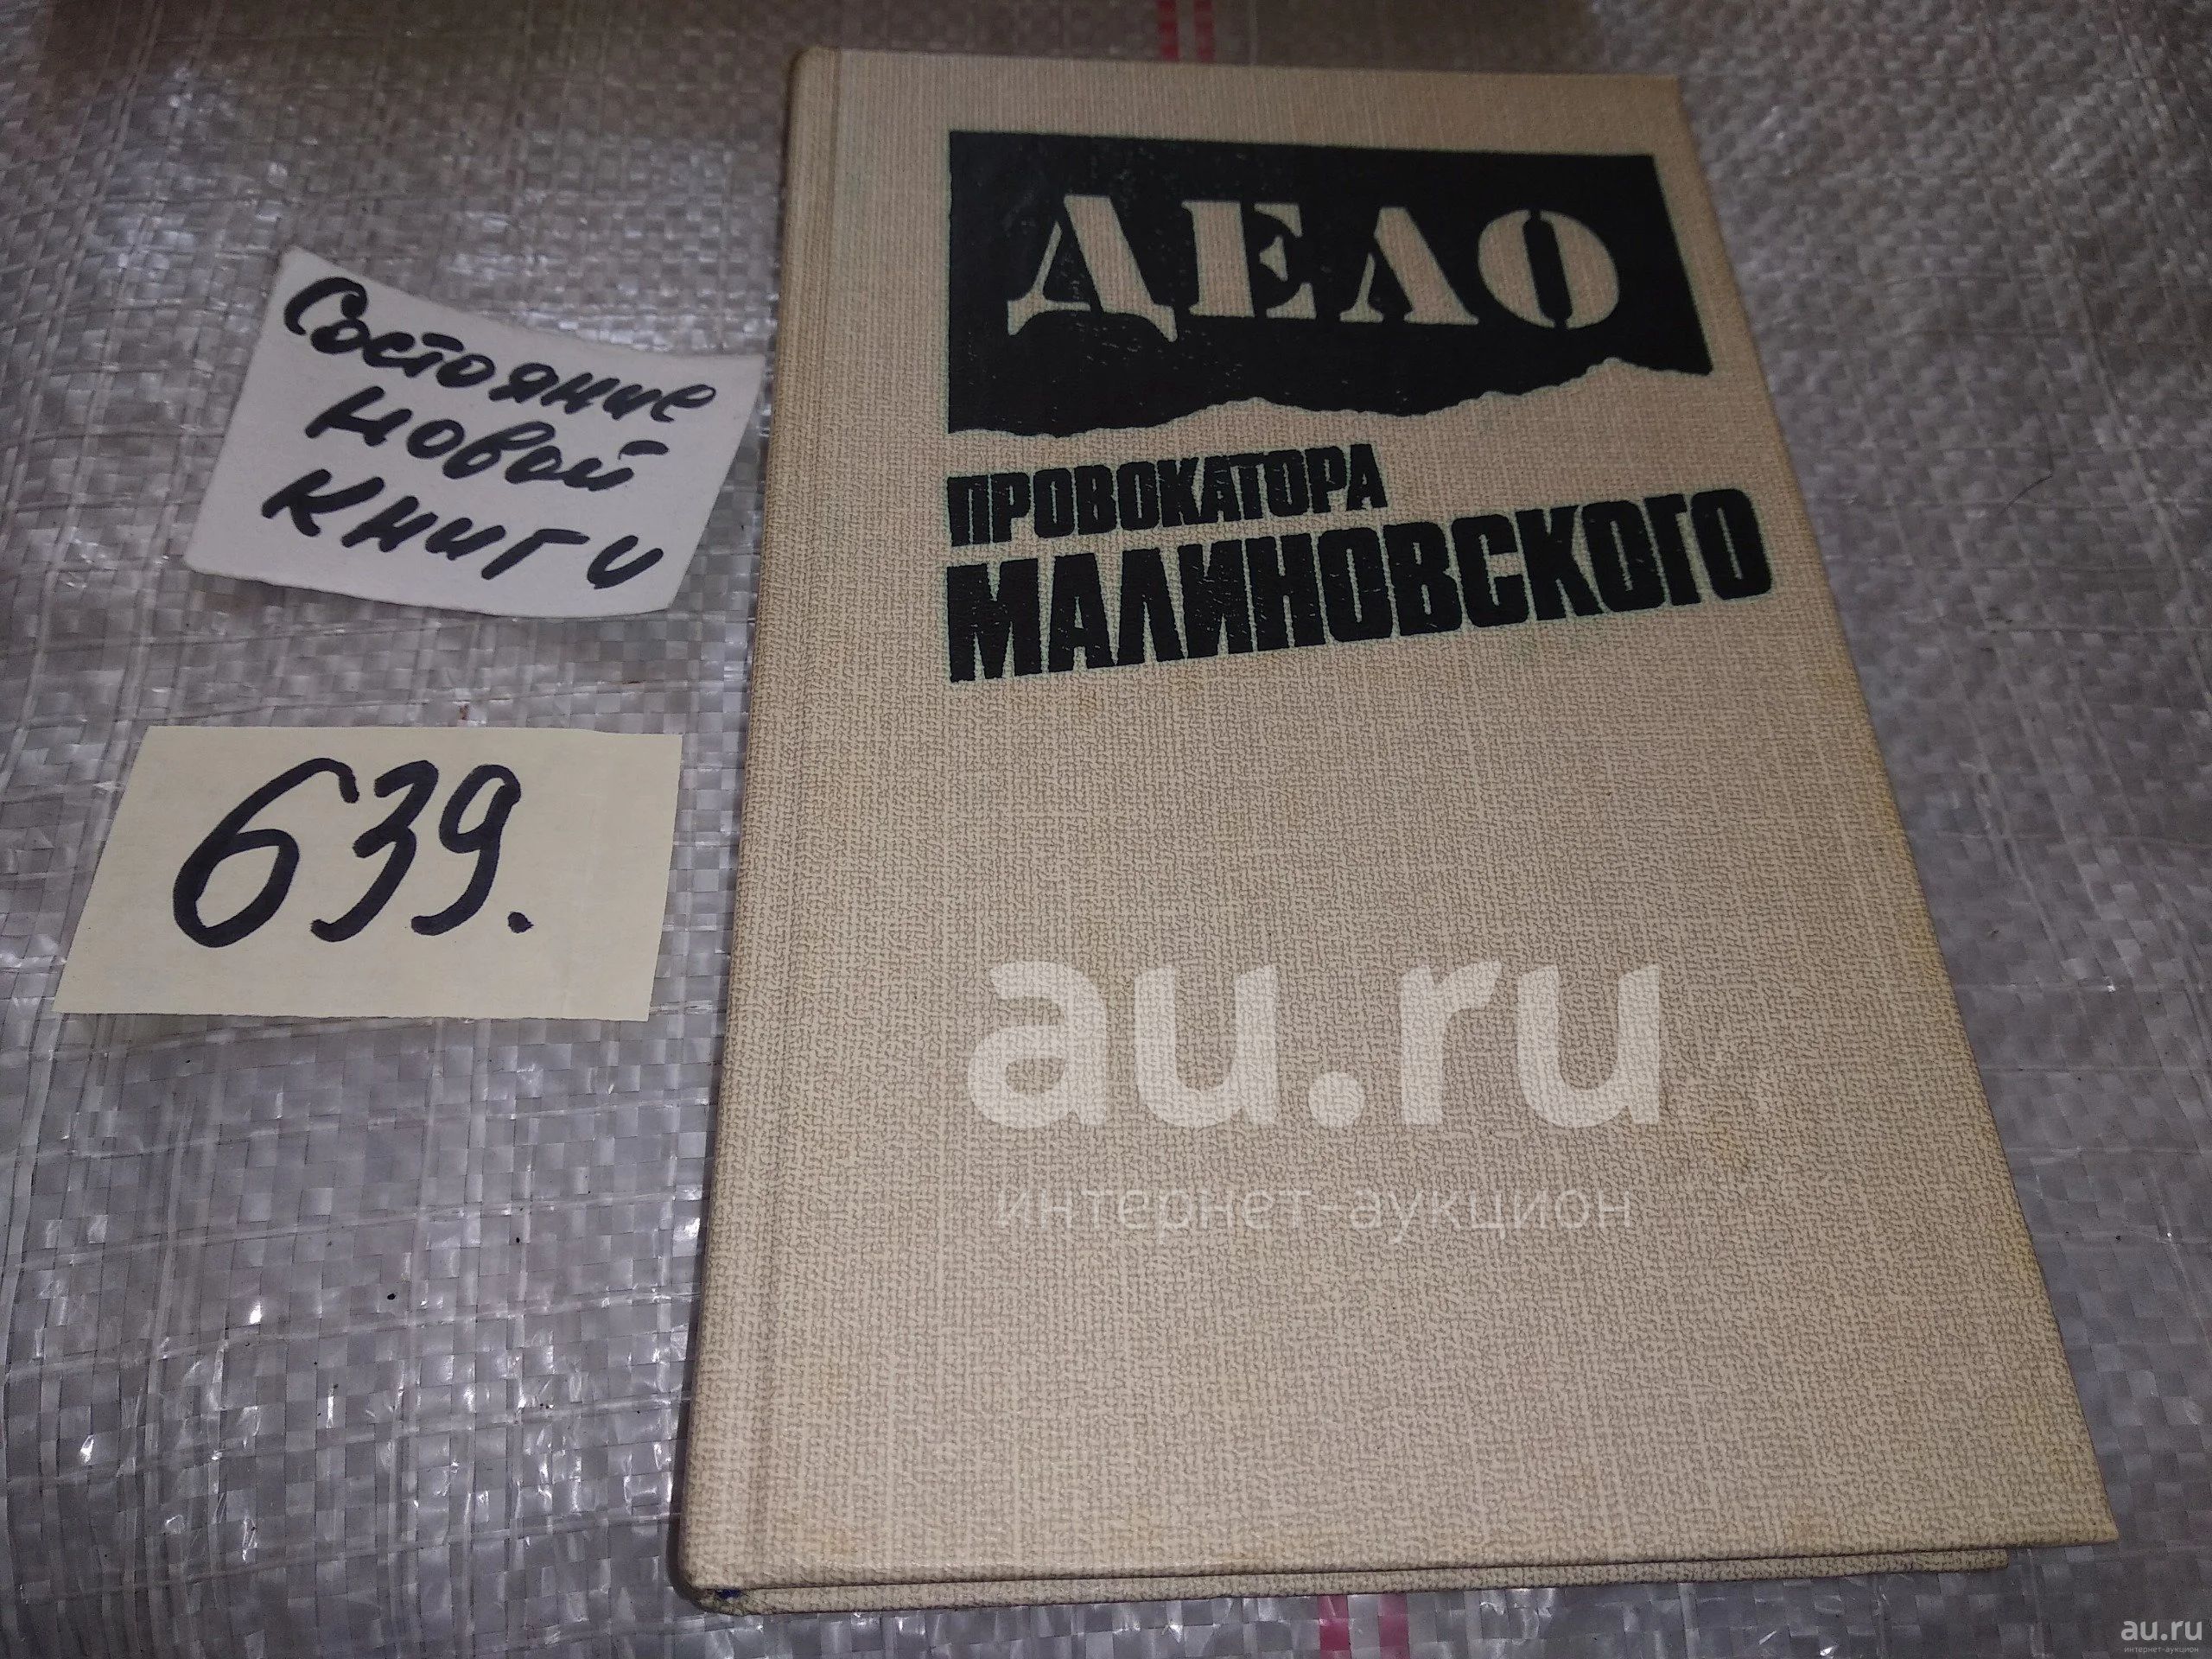 ДЕЛО
ПРОВОКАТОРА
МАЛИНОВСКОГО
Состояние
новой
книги
639.
au.ru
интернет-аукцион
au.ru
интернет-аукцион